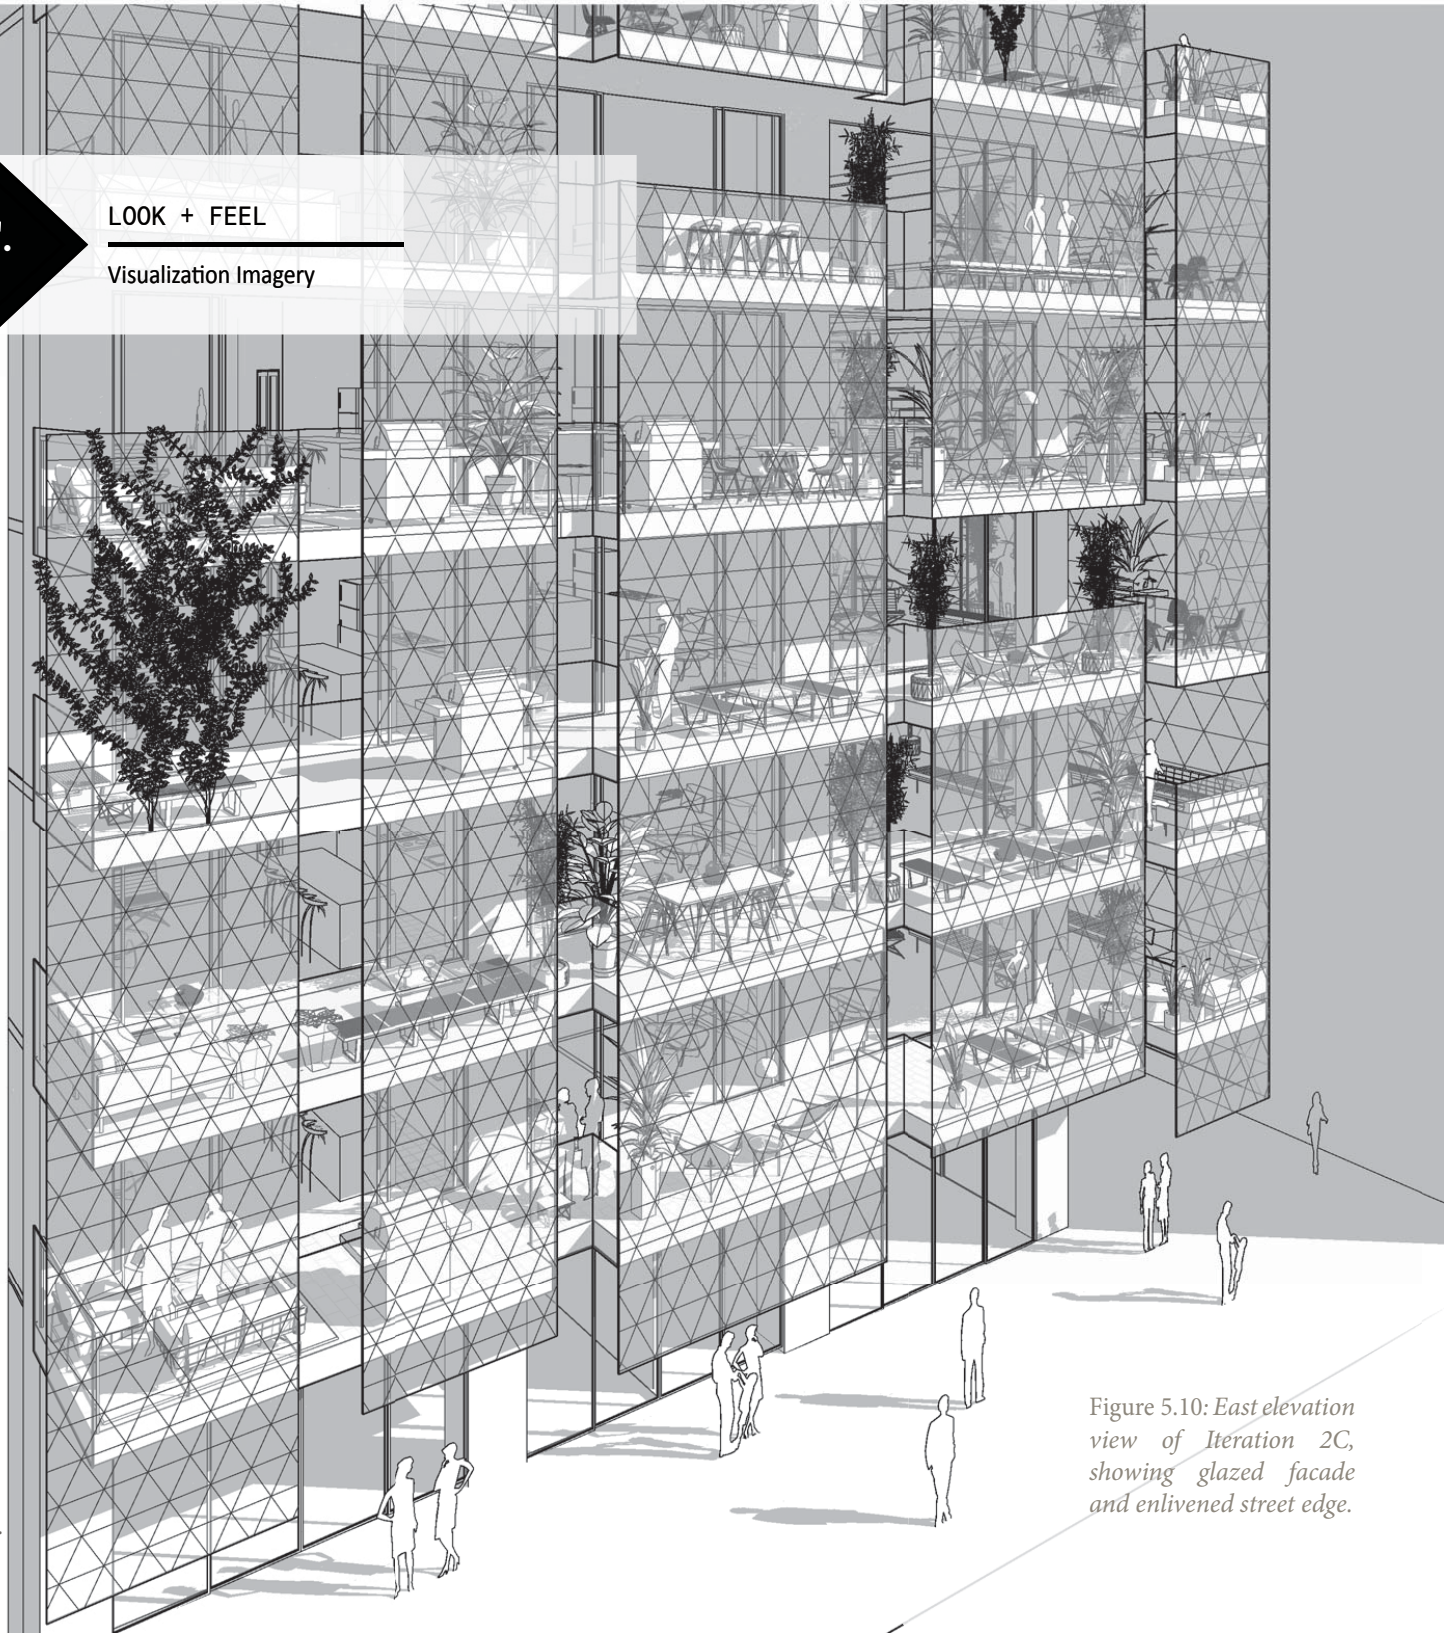 LOOK + FEEL
Visualization Imagery
Figure 5.10: East elevation
view of Iteration 2C,
showing glazed facade
and enlivened street edge.